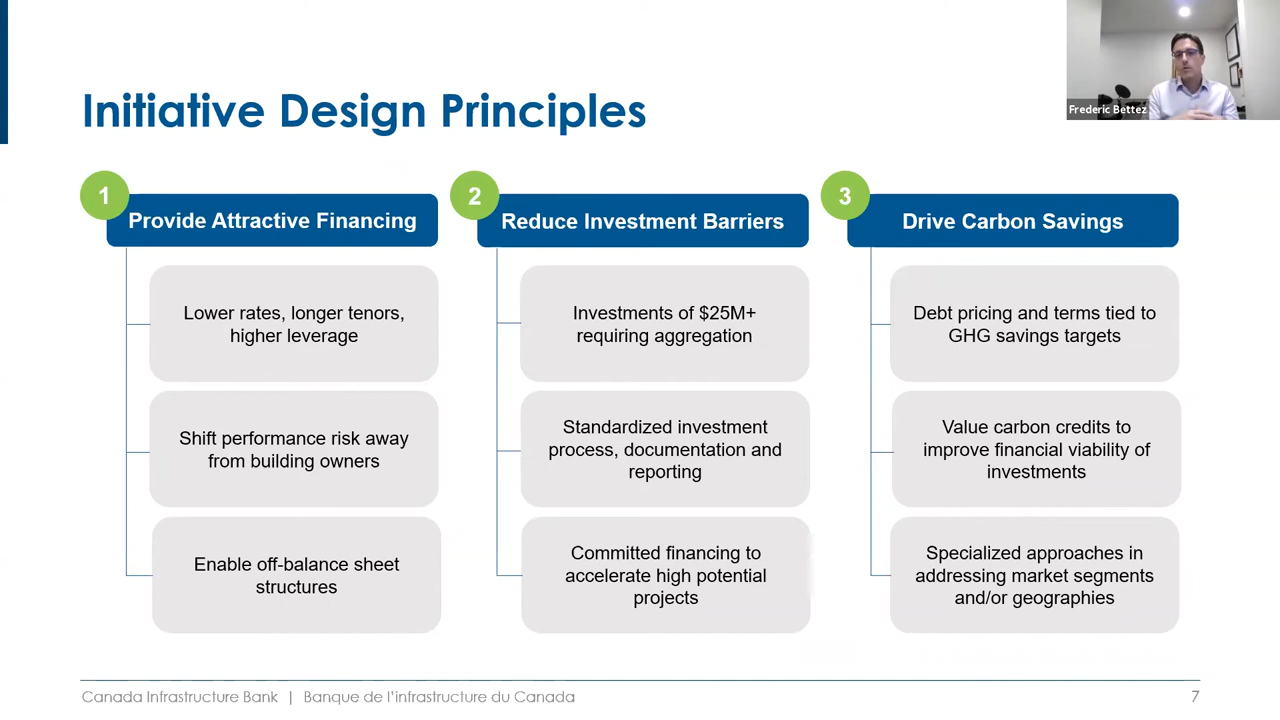 Initiative Design Principles
Frederic Bettez
1
Provide Attractive Financing
Lower rates, longer tenors,
higher leverage
Shift performance risk away
from building owners
Enable off-balance sheet
structures
2
Reduce Investment Barriers
Investments of $25M+
requiring aggregation
Standardized investment
process, documentation and
reporting
Committed financing to
accelerate high potential
projects
3
Drive Carbon Savings
Debt pricing and terms tied to
GHG savings targets
Value carbon credits to
improve financial viability of
investments
Specialized approaches in
addressing market segments
and/or geographies
Canada Infrastructure Bank | Banque de l’infrastructure du Canada
7